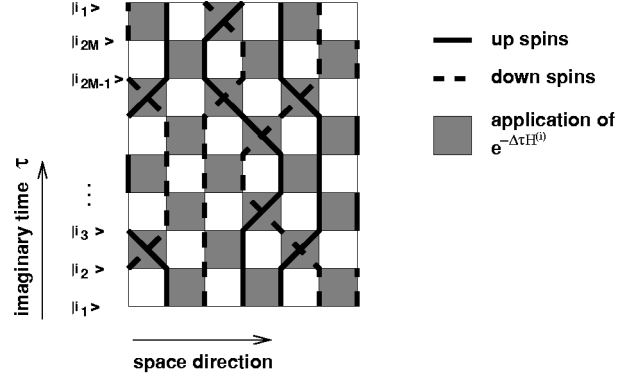 |i₁ >
|i₂M >
|i₂M-1 >
imaginary time τ
...
|i₃ >
|i₂ >
|i₁ >
space direction
up spins
down spins
application of
e^{-ΔτH^{(i)}}